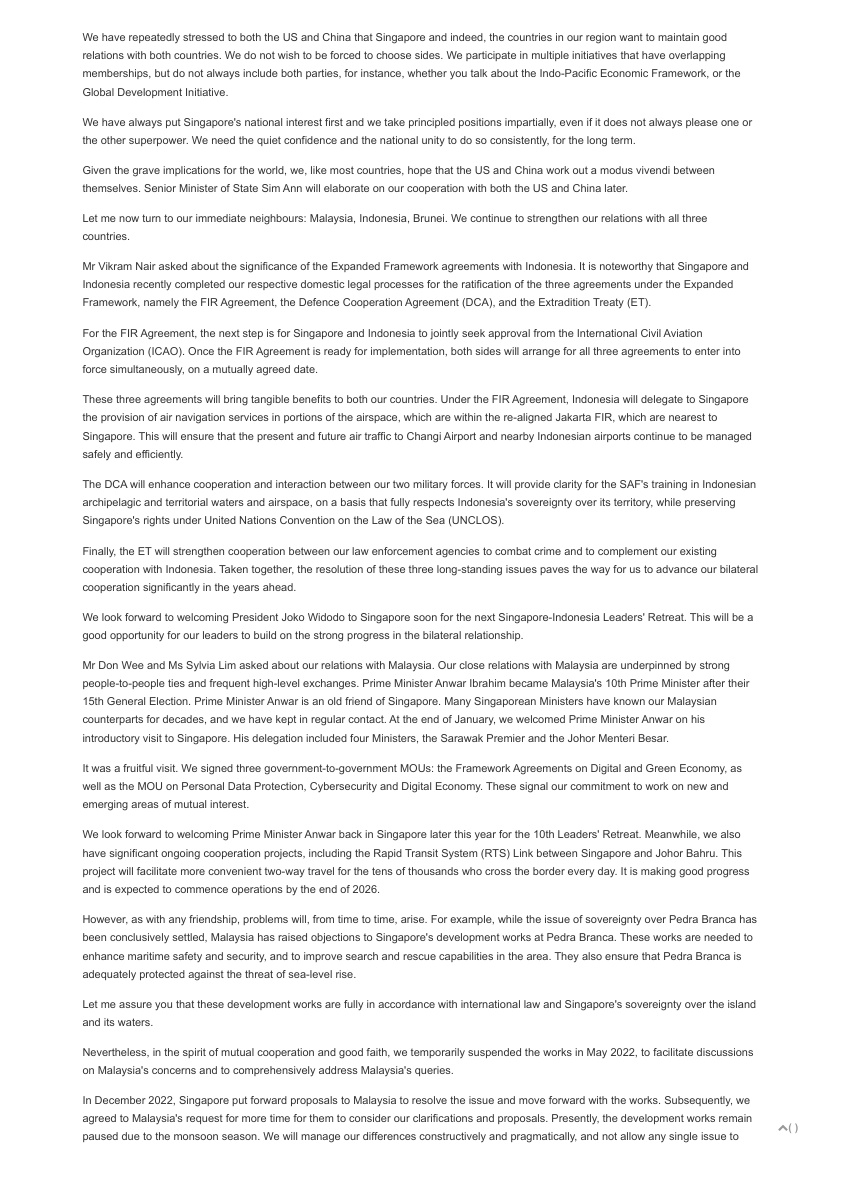 We have repeatedly stressed to both the US and China that Singapore and indeed, the countries in our region want to maintain good
relations with both countries. We do not wish to be forced to choose sides. We participate in multiple initiatives that have overlapping
memberships, but do not always include both parties, for instance, whether you talk about the Indo-Pacific Economic Framework, or the
Global Development Initiative.
We have always put Singapore's national interest first and we take principled positions impartially, even if it does not always please one or
the other superpower. We need the quiet confidence and the national unity to do so consistently, for the long term.
Given the grave implications for the world, we, like most countries, hope that the US and China work out a modus vivendi between
themselves. Senior Minister of State Sim Ann will elaborate on our cooperation with both the US and China later.
Let me now turn to our immediate neighbours: Malaysia, Indonesia, Brunei. We continue to strengthen our relations with all three
countries.
Mr Vikram Nair asked about the significance of the Expanded Framework agreements with Indonesia. It is noteworthy that Singapore and
Indonesia recently completed our respective domestic legal processes for the ratification of the three agreements under the Expanded
Framework, namely the FIR Agreement, the Defence Cooperation Agreement (DCA), and the Extradition Treaty (ET).
For the FIR Agreement, the next step is for Singapore and Indonesia to jointly seek approval from the International Civil Aviation
Organization (ICAO). Once the FIR Agreement is ready for implementation, both sides will arrange for all three agreements to enter into
force simultaneously, on a mutually agreed date.
These three agreements will bring tangible benefits to both our countries. Under the FIR Agreement, Indonesia will delegate to Singapore
the provision of air navigation services in portions of the airspace, which are within the re-aligned Jakarta FIR, which are nearest to
Singapore. This will ensure that the present and future air traffic to Changi Airport and nearby Indonesian airports continue to be managed
safely and efficiently.
The DCA will enhance cooperation and interaction between our two military forces. It will provide clarity for the SAF's training in Indonesian
archipelagic and territorial waters and airspace, on a basis that fully respects Indonesia's sovereignty over its territory, while preserving
Singapore's rights under United Nations Convention on the Law of the Sea (UNCLOS).
Finally, the ET will strengthen cooperation between our law enforcement agencies to combat crime and to complement our existing
cooperation with Indonesia. Taken together, the resolution of these three long-standing issues paves the way for us to advance our bilateral
cooperation significantly in the years ahead.
We look forward to welcoming President Joko Widodo to Singapore soon for the next Singapore-Indonesia Leaders' Retreat. This will be a
good opportunity for our leaders to build on the strong progress in the bilateral relationship.
Mr Don Wee and Ms Sylvia Lim asked about our relations with Malaysia. Our close relations with Malaysia are underpinned by strong
people-to-people ties and frequent high-level exchanges. Prime Minister Anwar Ibrahim became Malaysia's 10th Prime Minister after their
15th General Election. Prime Minister Anwar is an old friend of Singapore. Many Singaporean Ministers have known our Malaysian
counterparts for decades, and we have kept in regular contact. At the end of January, we welcomed Prime Minister Anwar on his
introductory visit to Singapore. His delegation included four Ministers, the Sarawak Premier and the Johor Menteri Besar.
It was a fruitful visit. We signed three government-to-government MOUs: the Framework Agreements on Digital and Green Economy, as
well as the MOU on Personal Data Protection, Cybersecurity and Digital Economy. These signal our commitment to work on new and
emerging areas of mutual interest.
We look forward to welcoming Prime Minister Anwar back in Singapore later this year for the 10th Leaders' Retreat. Meanwhile, we also
have significant ongoing cooperation projects, including the Rapid Transit System (RTS) Link between Singapore and Johor Bahru. This
project will facilitate more convenient two-way travel for the tens of thousands who cross the border every day. It is making good progress
and is expected to commence operations by the end of 2026.
However, as with any friendship, problems will, from time to time, arise. For example, while the issue of sovereignty over Pedra Branca has
been conclusively settled, Malaysia has raised objections to Singapore's development works at Pedra Branca. These works are needed to
enhance maritime safety and security, and to improve search and rescue capabilities in the area. They also ensure that Pedra Branca is
adequately protected against the threat of sea-level rise.
Let me assure you that these development works are fully in accordance with international law and Singapore's sovereignty over the island
and its waters.
Nevertheless, in the spirit of mutual cooperation and good faith, we temporarily suspended the works in May 2022, to facilitate discussions
on Malaysia's concerns and to comprehensively address Malaysia's queries.
In December 2022, Singapore put forward proposals to Malaysia to resolve the issue and move forward with the works. Subsequently, we
agreed to Malaysia's request for more time for them to consider our clarifications and proposals. Presently, the development works remain
paused due to the monsoon season. We will manage our differences constructively and pragmatically, and not allow any single issue to
( )